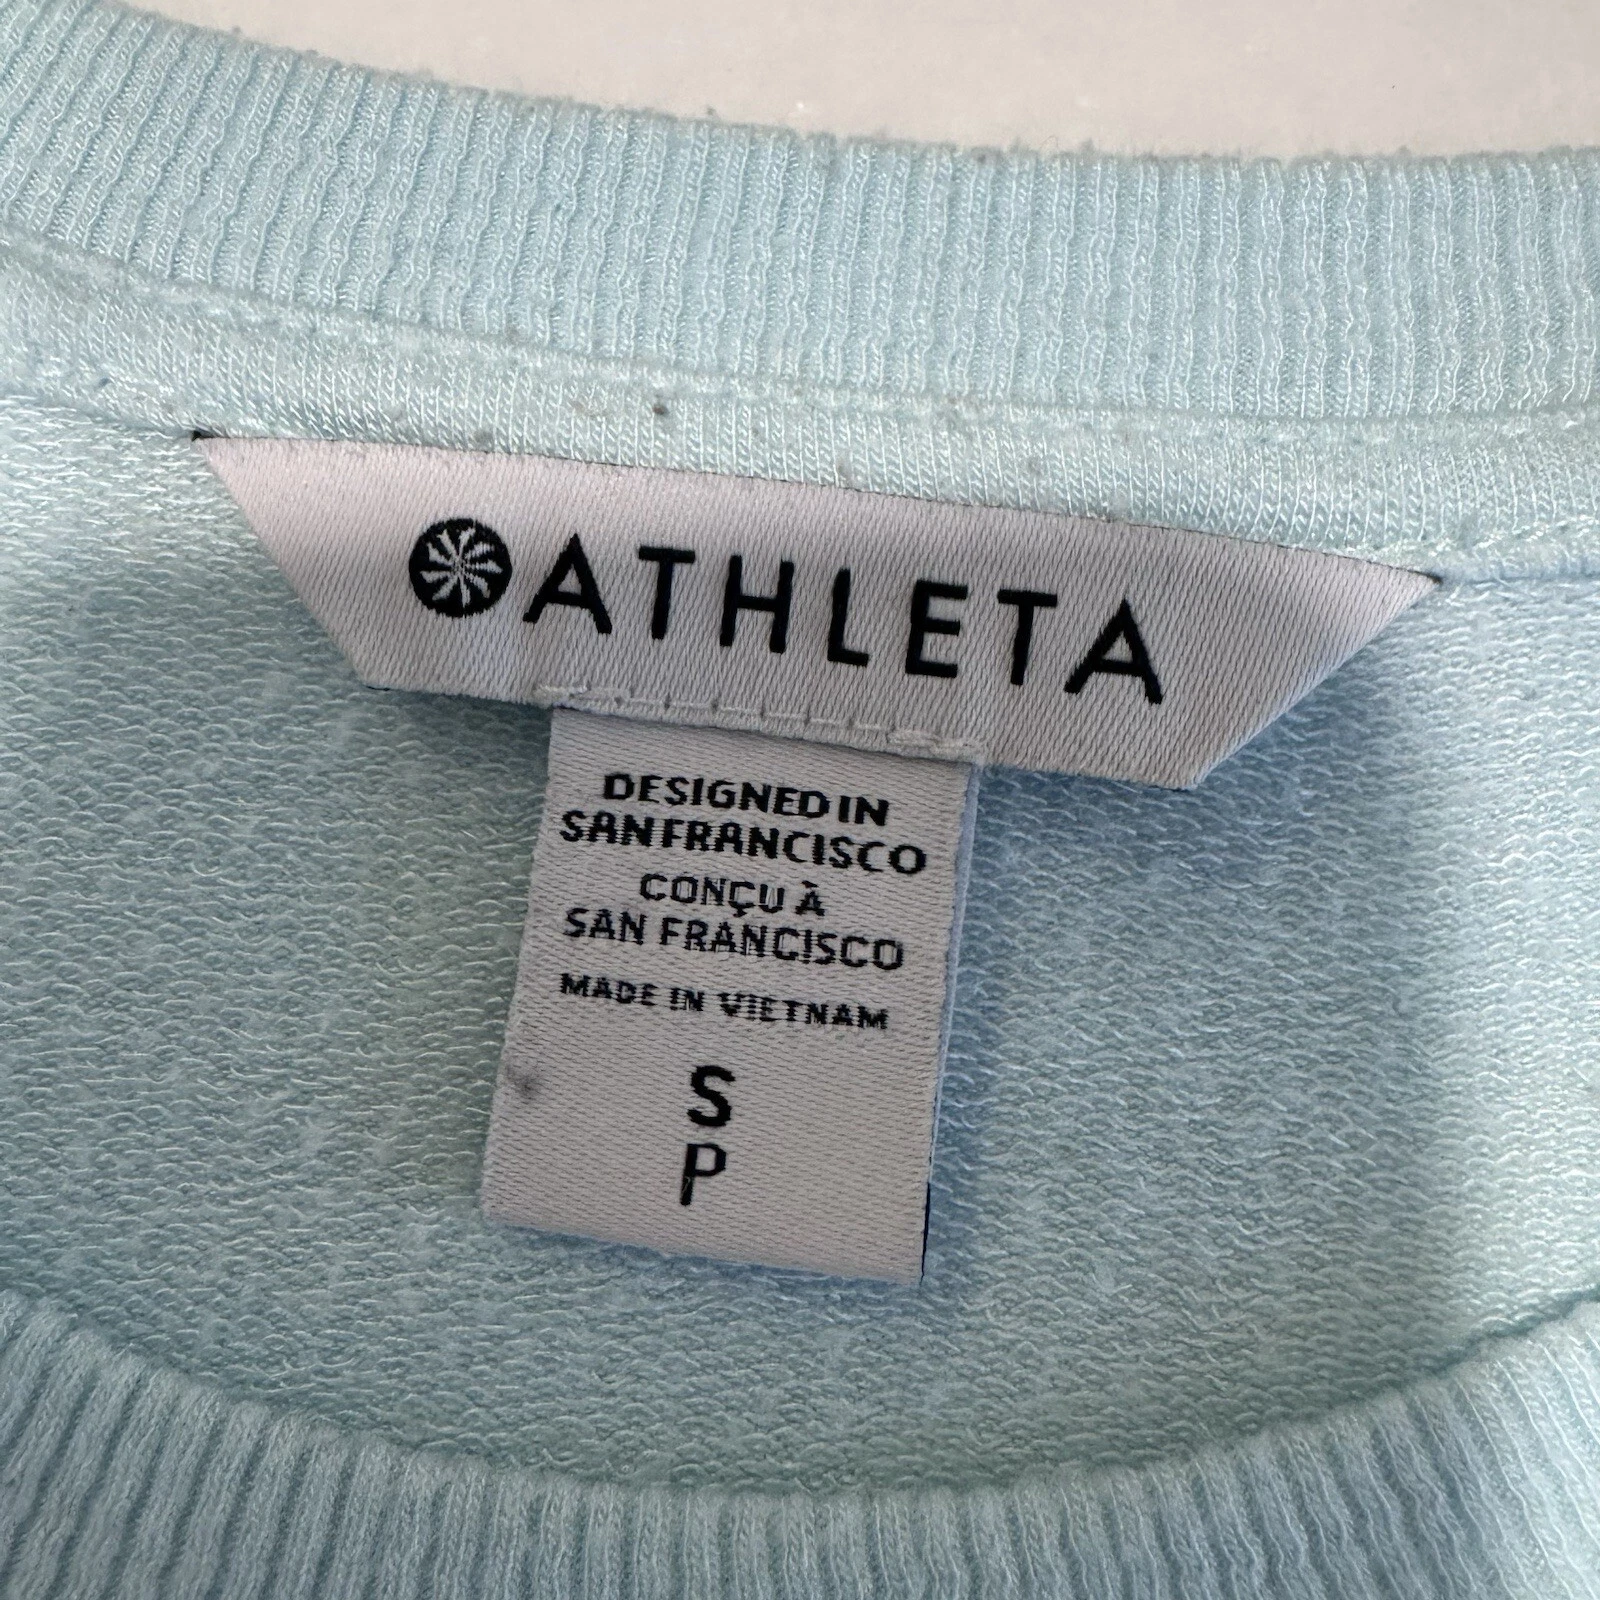 ATHLETA
DESIGNED IN
SAN FRANCISCO
CONÇU À
SAN FRANCISCO
MADE IN VIETNAM
S
P